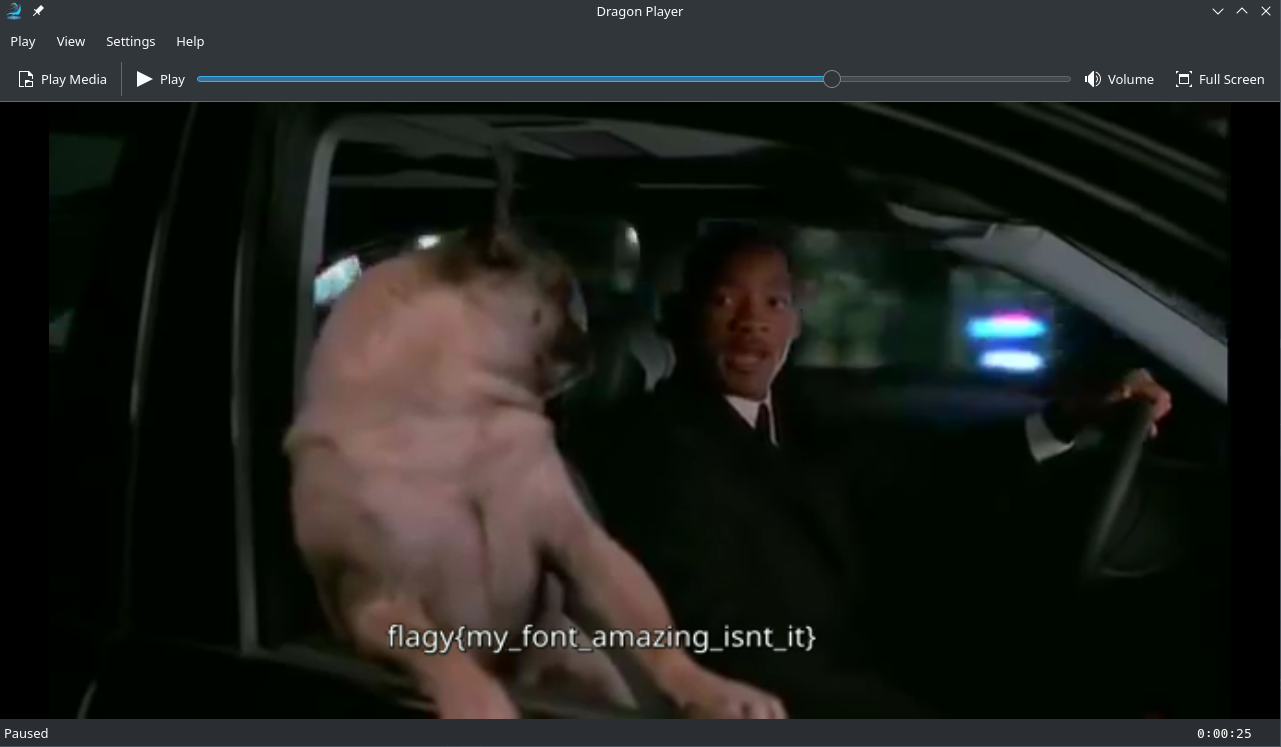 Dragon Player
Play View Settings Help
Play Media Play Volume Full Screen
flagy{my_font_amazing_isnt_it}
Paused 0:00:25